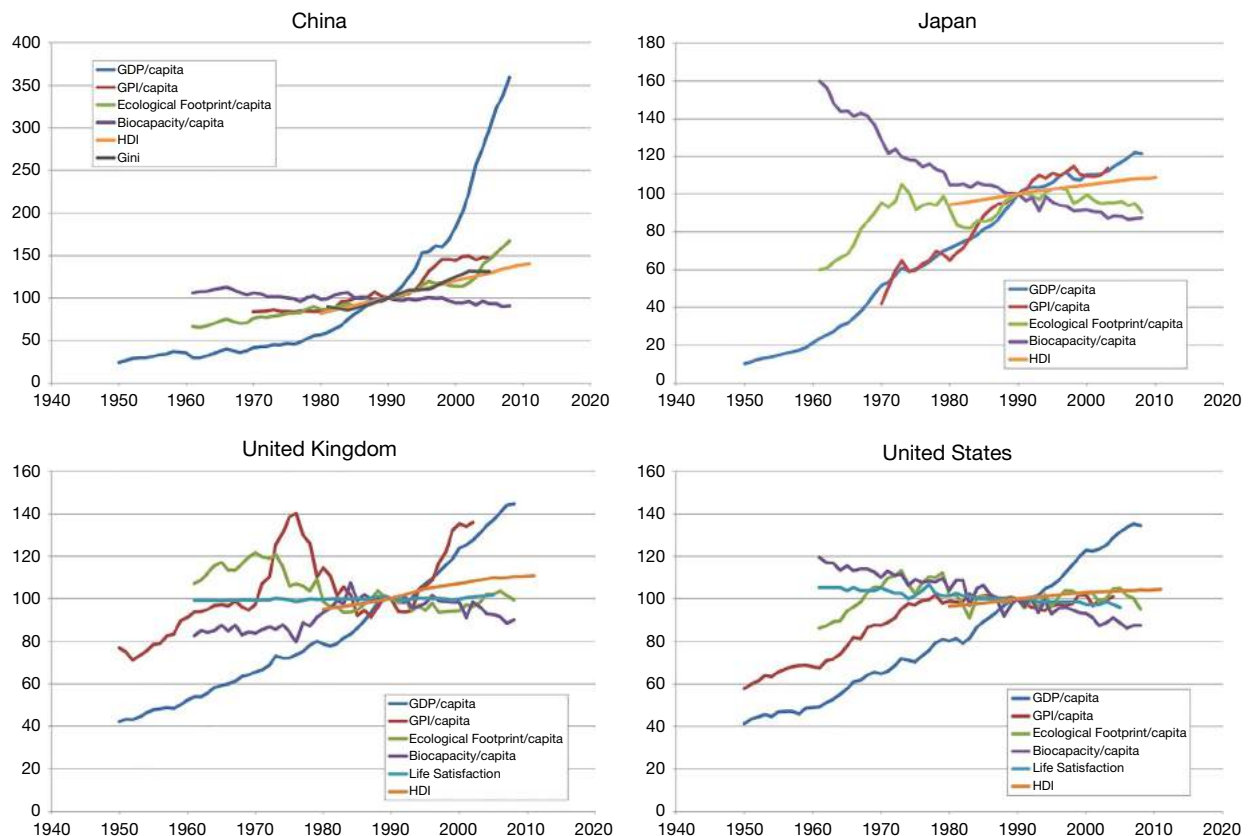 China
400
350
300
250
200
150
100
50
0
GDP/capita
GPI/capita
Ecological Footprint/capita
Biocapacity/capita
HDI
Gini
1940 1950 1960 1970 1980 1990 2000 2010 2020
Japan
180
160
140
120
100
80
60
40
20
0
GDP/capita
GPI/capita
Ecological Footprint/capita
Biocapacity/capita
HDI
1940 1950 1960 1970 1980 1990 2000 2010 2020
United Kingdom
160
140
120
100
80
60
40
20
0
GDP/capita
GPI/capita
Ecological Footprint/capita
Biocapacity/capita
Life Satisfaction
HDI
1940 1950 1960 1970 1980 1990 2000 2010 2020
United States
160
140
120
100
80
60
40
20
0
GDP/capita
GPI/capita
Ecological Footprint/capita
Biocapacity/capita
Life Satisfaction
HDI
1940 1950 1960 1970 1980 1990 2000 2010 2020